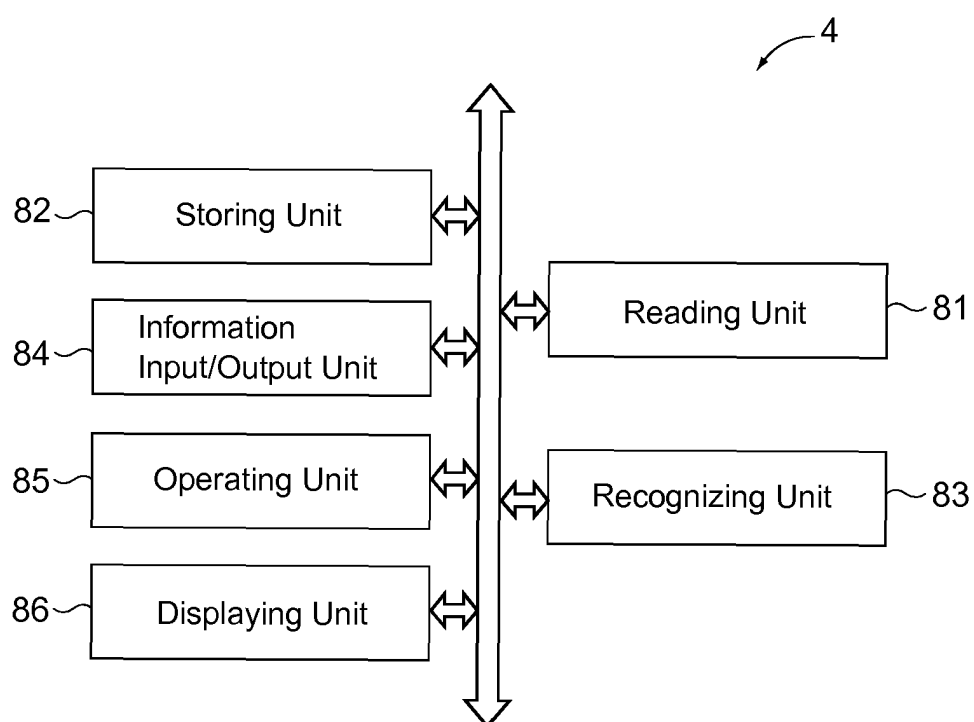 4
82
Storing Unit
Reading Unit
81
84
Information
Input/Output Unit
85
Operating Unit
Recognizing Unit
83
86
Displaying Unit